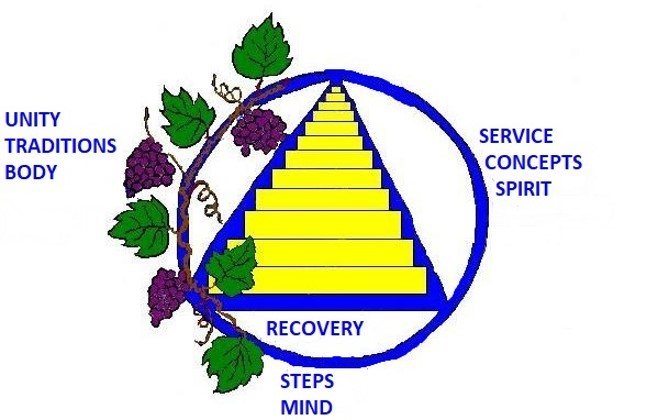 UNITY
TRADITIONS
BODY
SERVICE
CONCEPTS
SPIRIT
RECOVERY
STEPS
MIND